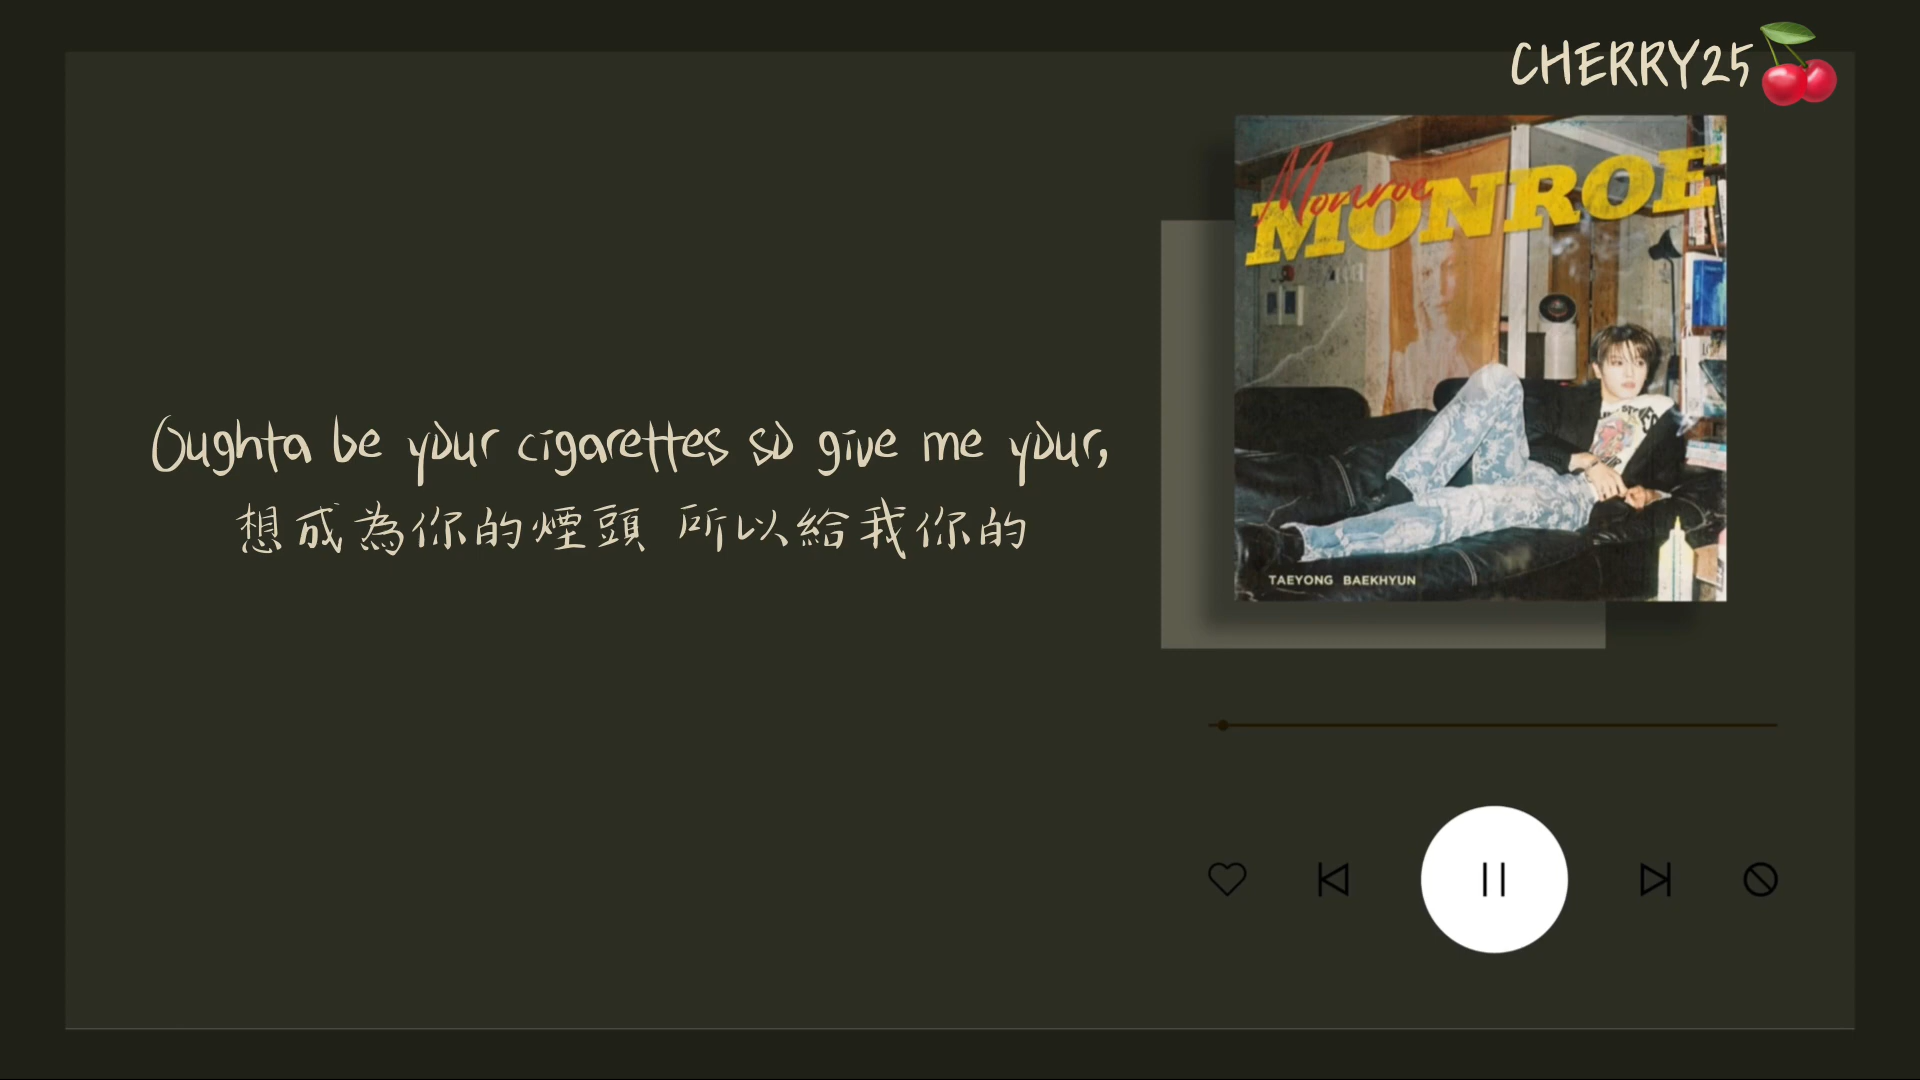 CHERRY25
Monroe
MONROE
TAEYONG BAEKHYUN
Oughta be your cigarettes so give me your,
想成為你的煙頭 所以給我你的